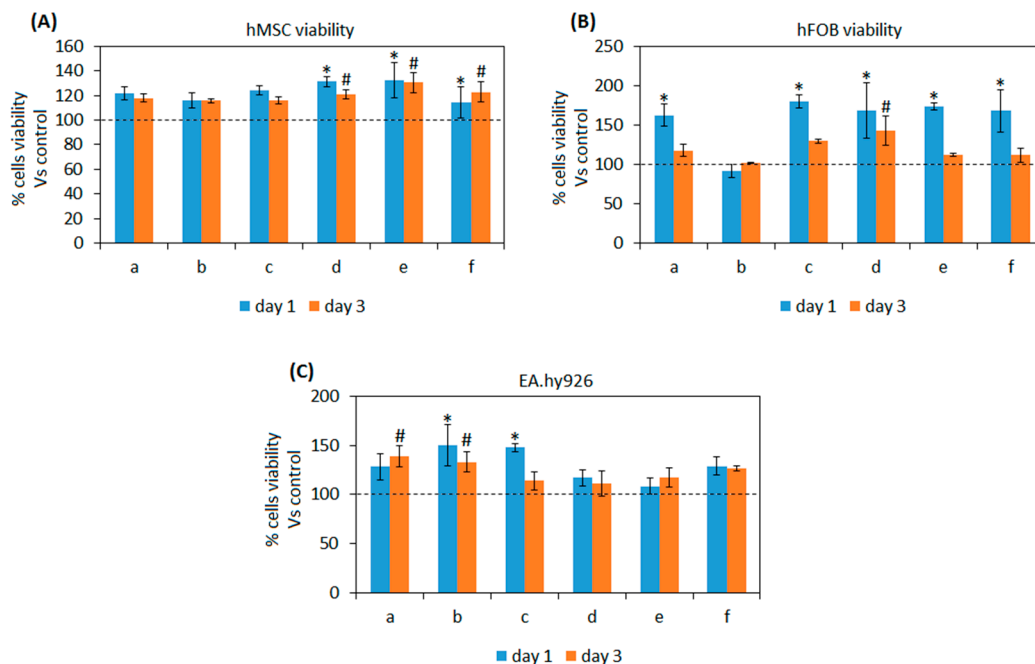 (A)
hMSC viability
% cells viability
Vs control
160
140
120
100
80
60
40
20
0
* # * # * #
a b c d e f
day 1 day 3
(B)
hFOB viability
% cells viability
Vs control
250
200
150
100
50
0
* * * # * *
a b c d e f
day 1 day 3
(C)
EA.hy926
% cells viability
Vs control
200
150
100
50
0
# * # *
a b c d e f
day 1 day 3